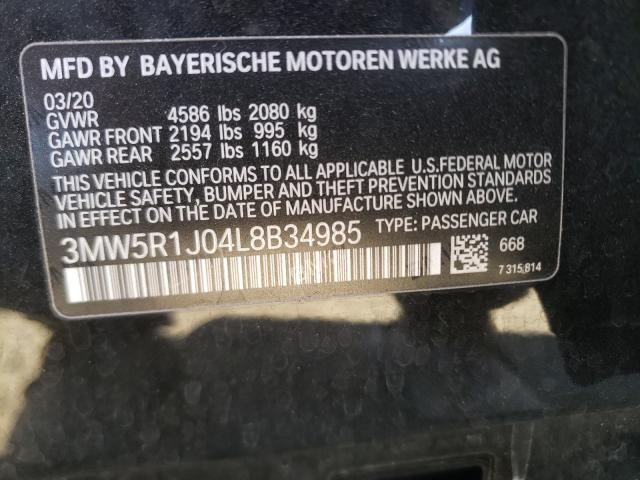 MFD BY BAYERISCHE MOTOREN WERKE AG
03/20
GVWR 4586 lbs 2080 kg
GAWR FRONT 2194 lbs 995 kg
GAWR REAR 2557 lbs 1160 kg
THIS VEHICLE CONFORMS TO ALL APPLICABLE U.S.FEDERAL MOTOR
VEHICLE SAFETY, BUMPER AND THEFT PREVENTION STANDARDS
IN EFFECT ON THE DATE OF MANUFACTURE SHOWN ABOVE.
3MW5R1J04L8B34985 TYPE: PASSENGER CAR
668
7 315 814